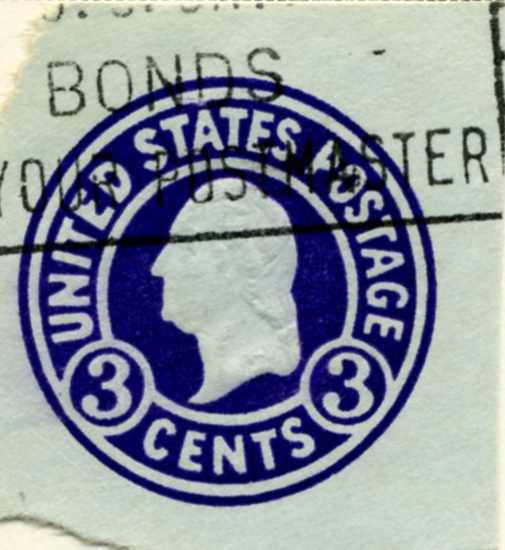 BONDS
YOUR POSTMASTER
UNITED STATES POSTAGE
3 3
CENTS